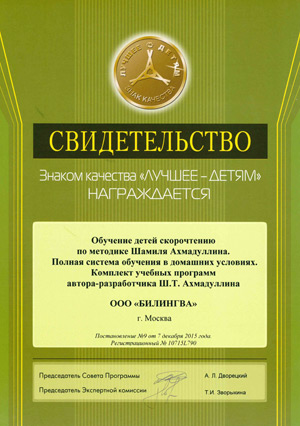 ЛУЧШЕЕ ДЕТЯМ
ЗНАК КАЧЕСТВА
СВИДЕТЕЛЬСТВО
Знаком качества «ЛУЧШЕЕ – ДЕТЯМ»
НАГРАЖДАЕТСЯ
Обучение детей скорочтению
по методике Шамиля Ахмадуллина.
Полная система обучения в домашних условиях.
Комплект учебных программ
автора-разработчика Ш.Т. Ахмадуллина
ООО «БИЛИНГВА»
г. Москва
Постановление №9 от 7 декабря 2015 года.
Регистрационный № 10715L790
Председатель Совета Программы
А. Л. Дворецкий
Председатель Экспертной комиссии
Т.И. Зворыкина